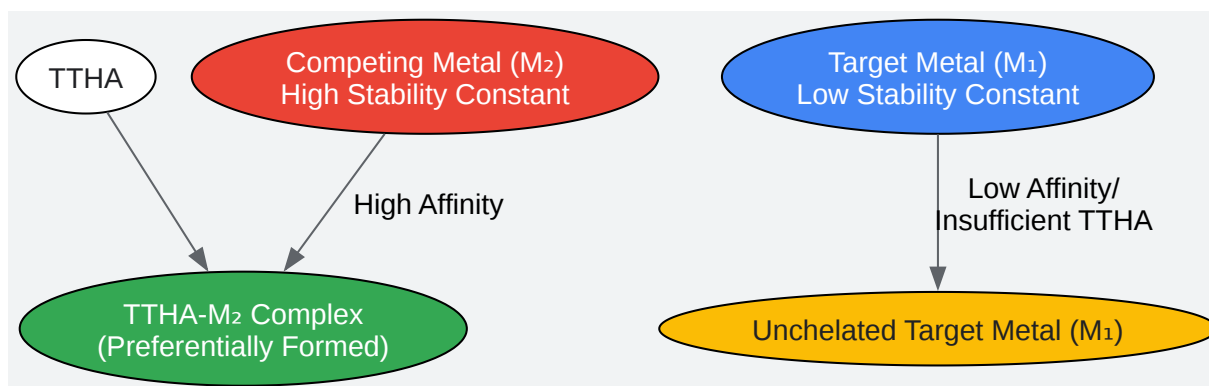 TTHA
Competing Metal (M₂)
High Stability Constant
Target Metal (M₁)
Low Stability Constant
High Affinity
Low Affinity/
Insufficient TTHA
TTHA-M₂ Complex
(Preferentially Formed)
Unchelated Target Metal (M₁)